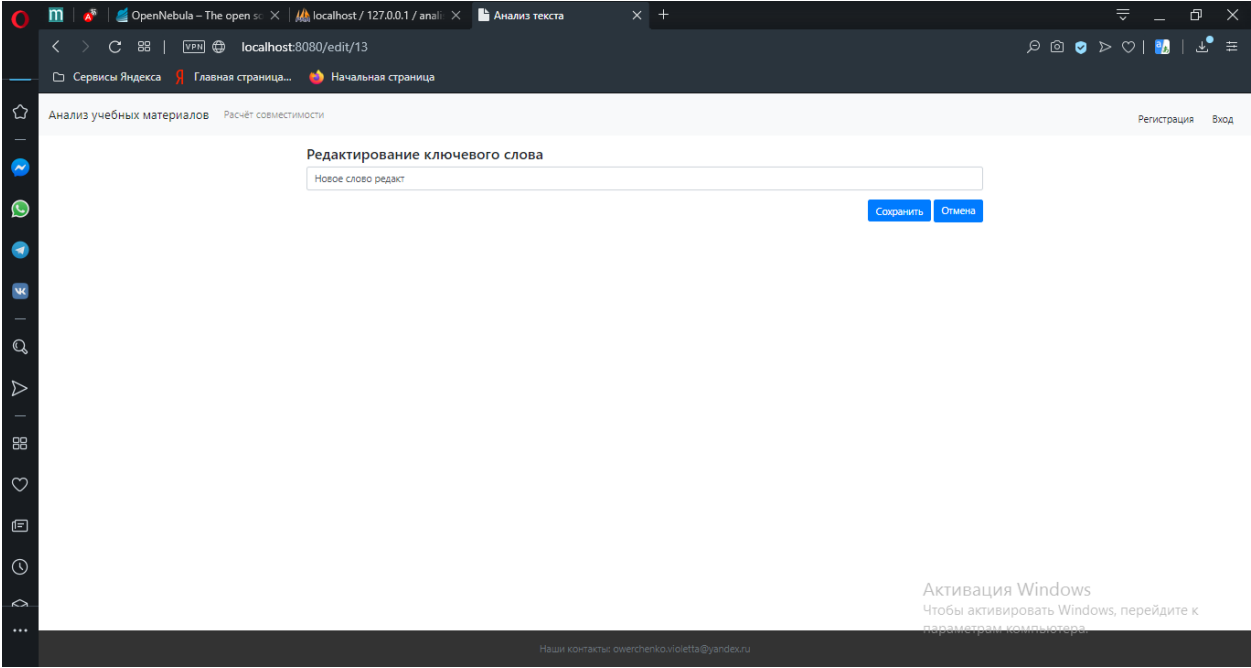 OpenNebula – The open sc
localhost / 127.0.0.1 / anali
Анализ текста
VPN
localhost:8080/edit/13
Сервисы Яндекса
Главная страница...
Начальная страница
Анализ учебных материалов
Расчёт совместимости
Регистрация
Вход
Редактирование ключевого слова
Новое слово редакт
Сохранить
Отмена
Активация Windows
Чтобы активировать Windows, перейдите к
параметрам компьютера.
Наши контакты: owerchenko.violetta@yandex.ru